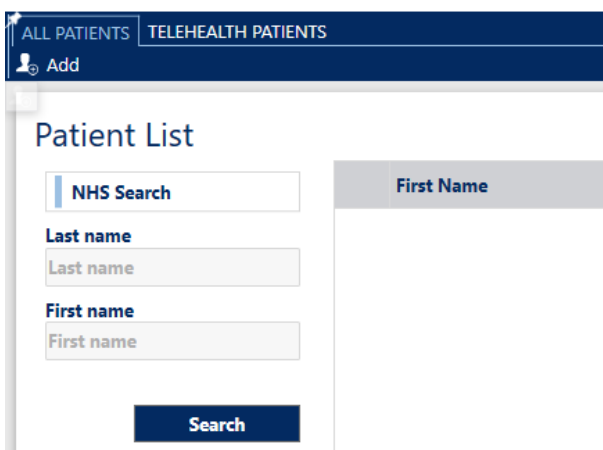 ALL PATIENTS TELEHEALTH PATIENTS
Add
Patient List
NHS Search
First Name
Last name
Last name
First name
First name
Search